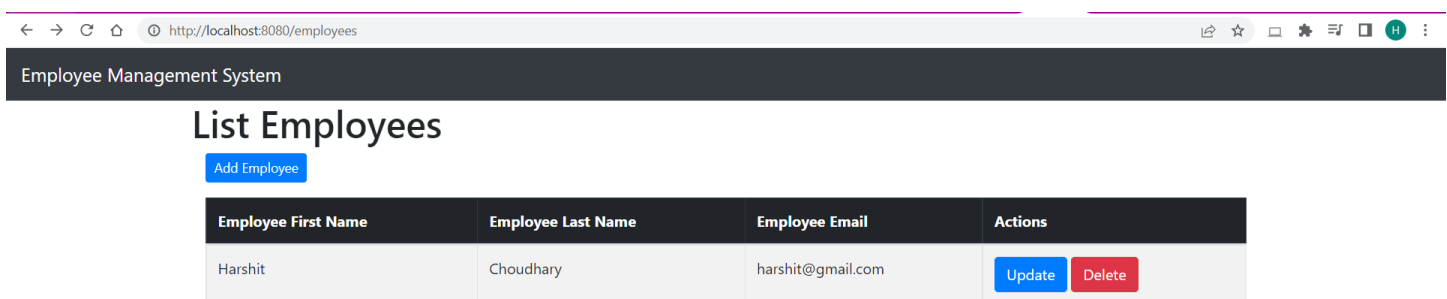 http://localhost:8080/employees
H
Employee Management System
List Employees
Add Employee
Employee First Name Employee Last Name Employee Email Actions
Harshit Choudhary harshit@gmail.com Update Delete